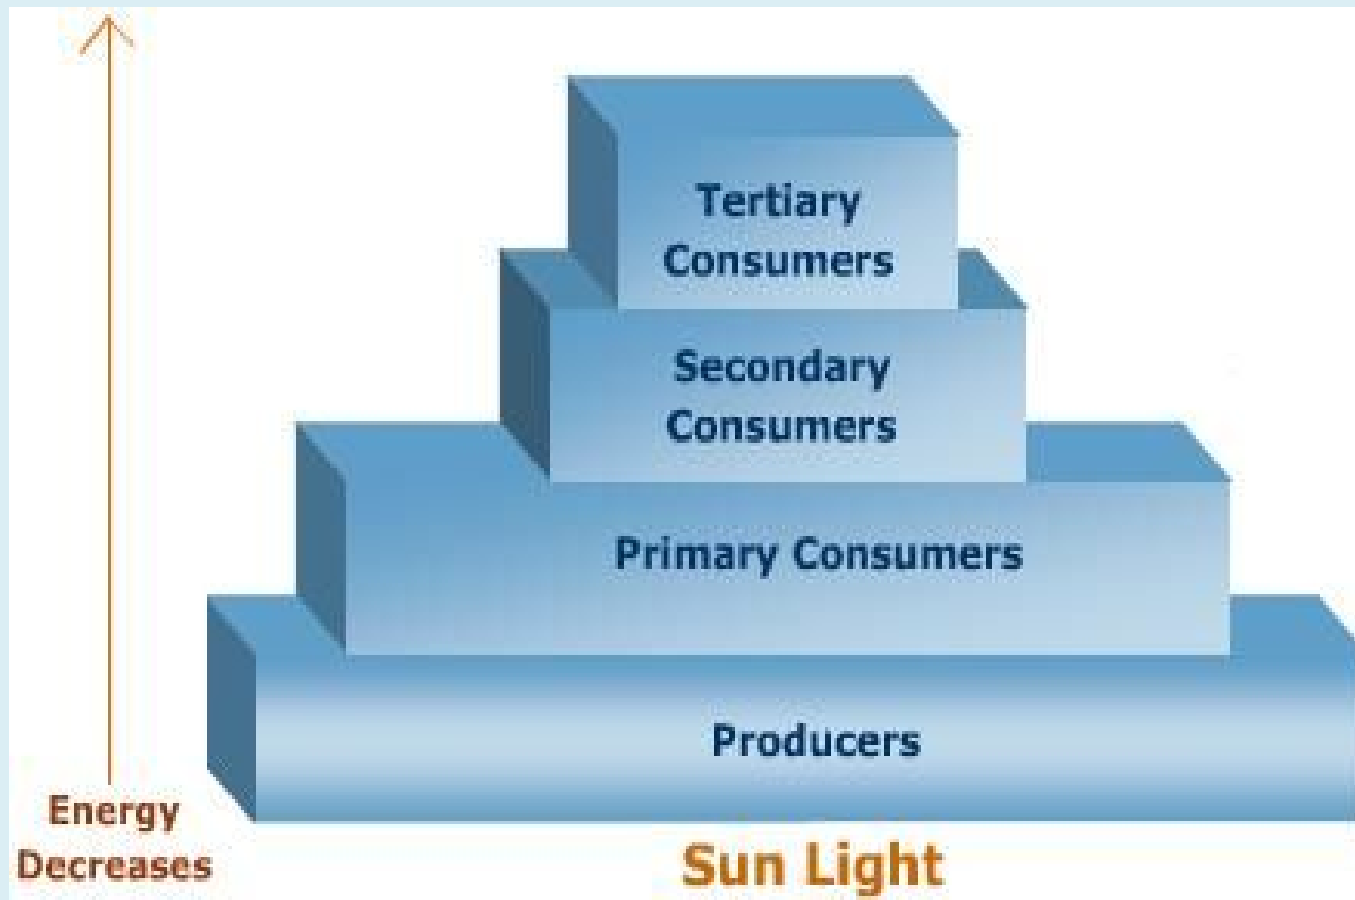 Tertiary
Consumers
Secondary
Consumers
Primary Consumers
Producers
Energy
Decreases
Sun Light